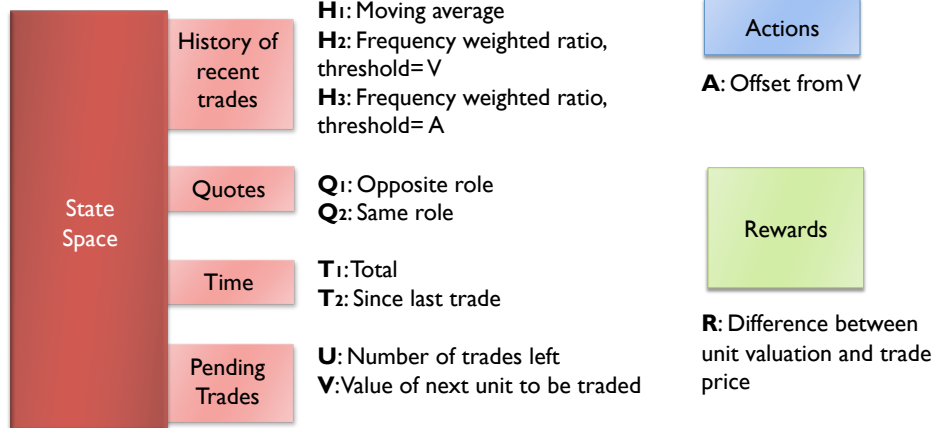 State
Space
History of
recent
trades
H1: Moving average
H2: Frequency weighted ratio,
threshold= V
H3: Frequency weighted ratio,
threshold= A
Quotes
Q1: Opposite role
Q2: Same role
Time
T1: Total
T2: Since last trade
Pending
Trades
U: Number of trades left
V: Value of next unit to be traded
Actions
A: Offset from V
Rewards
R: Difference between
unit valuation and trade
price